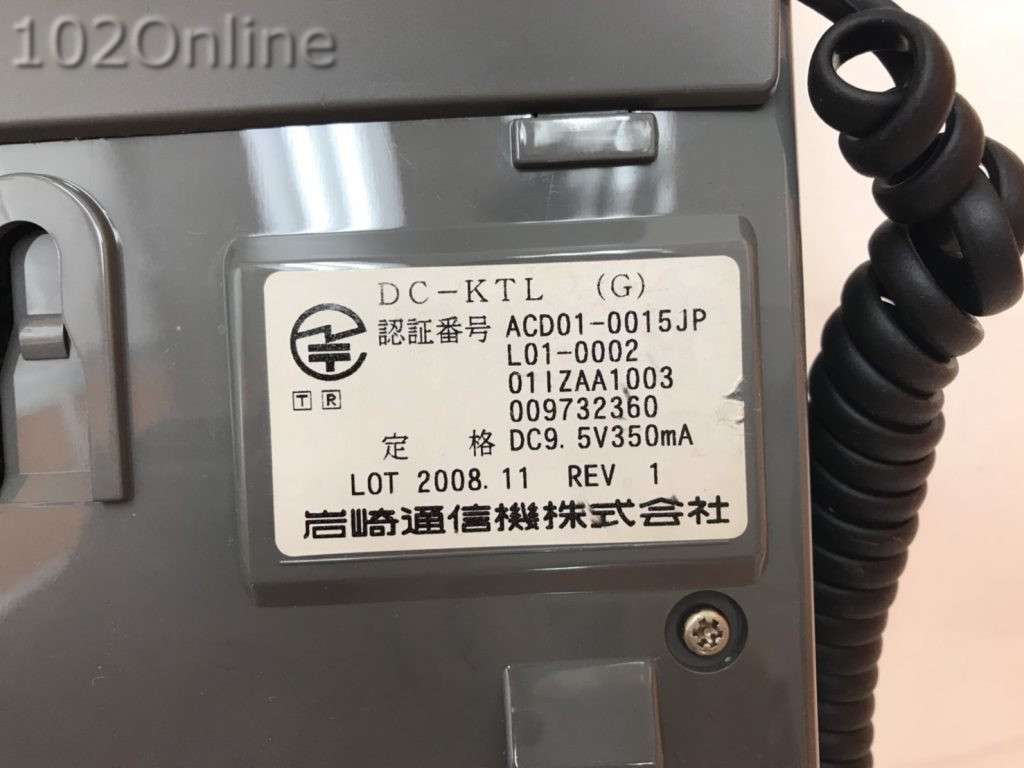 102Online
DC-KTL (G)
認証番号 ACD01-0015JP
L01-0002
01IZAA1003
009732360
T R
定 格 DC9.5V350mA
LOT 2008.11 REV 1
岩崎通信機株式会社